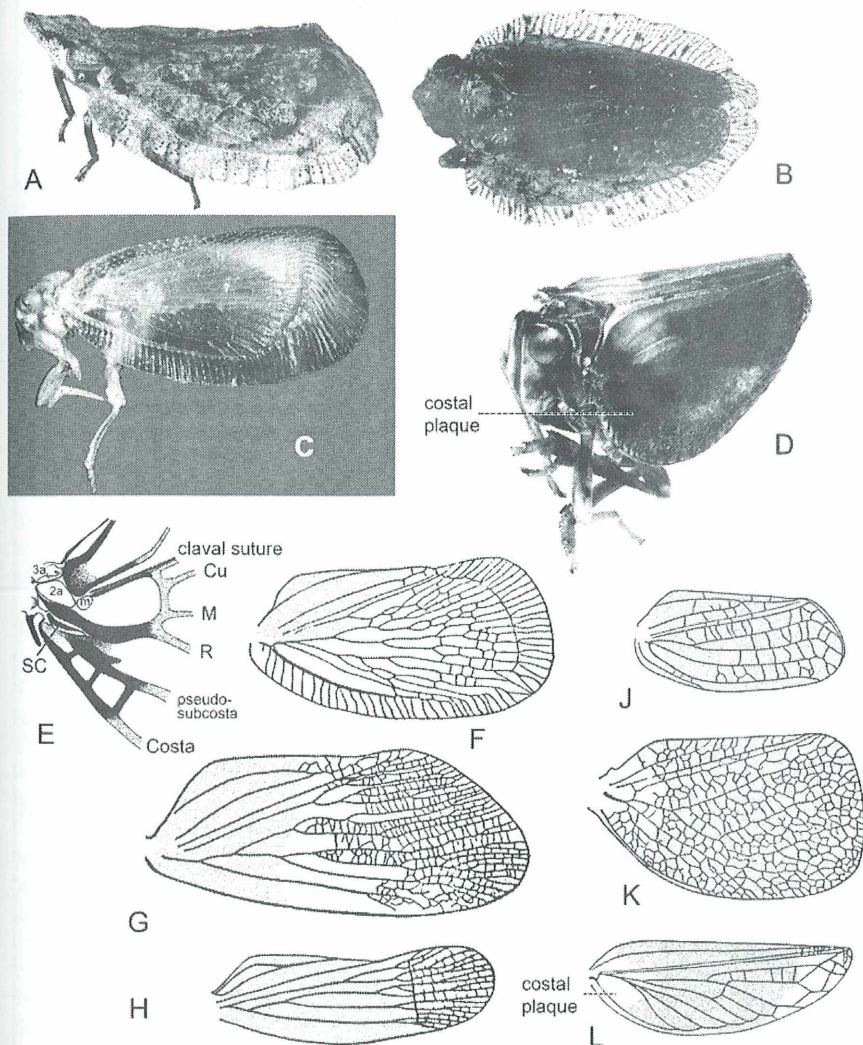 A
B
C
costal
plaque
D
3a
2a
m
claval suture
Cu
M
R
SC
pseudo-
subcosta
Costa
E
F
J
G
K
H
costal
plaque
L